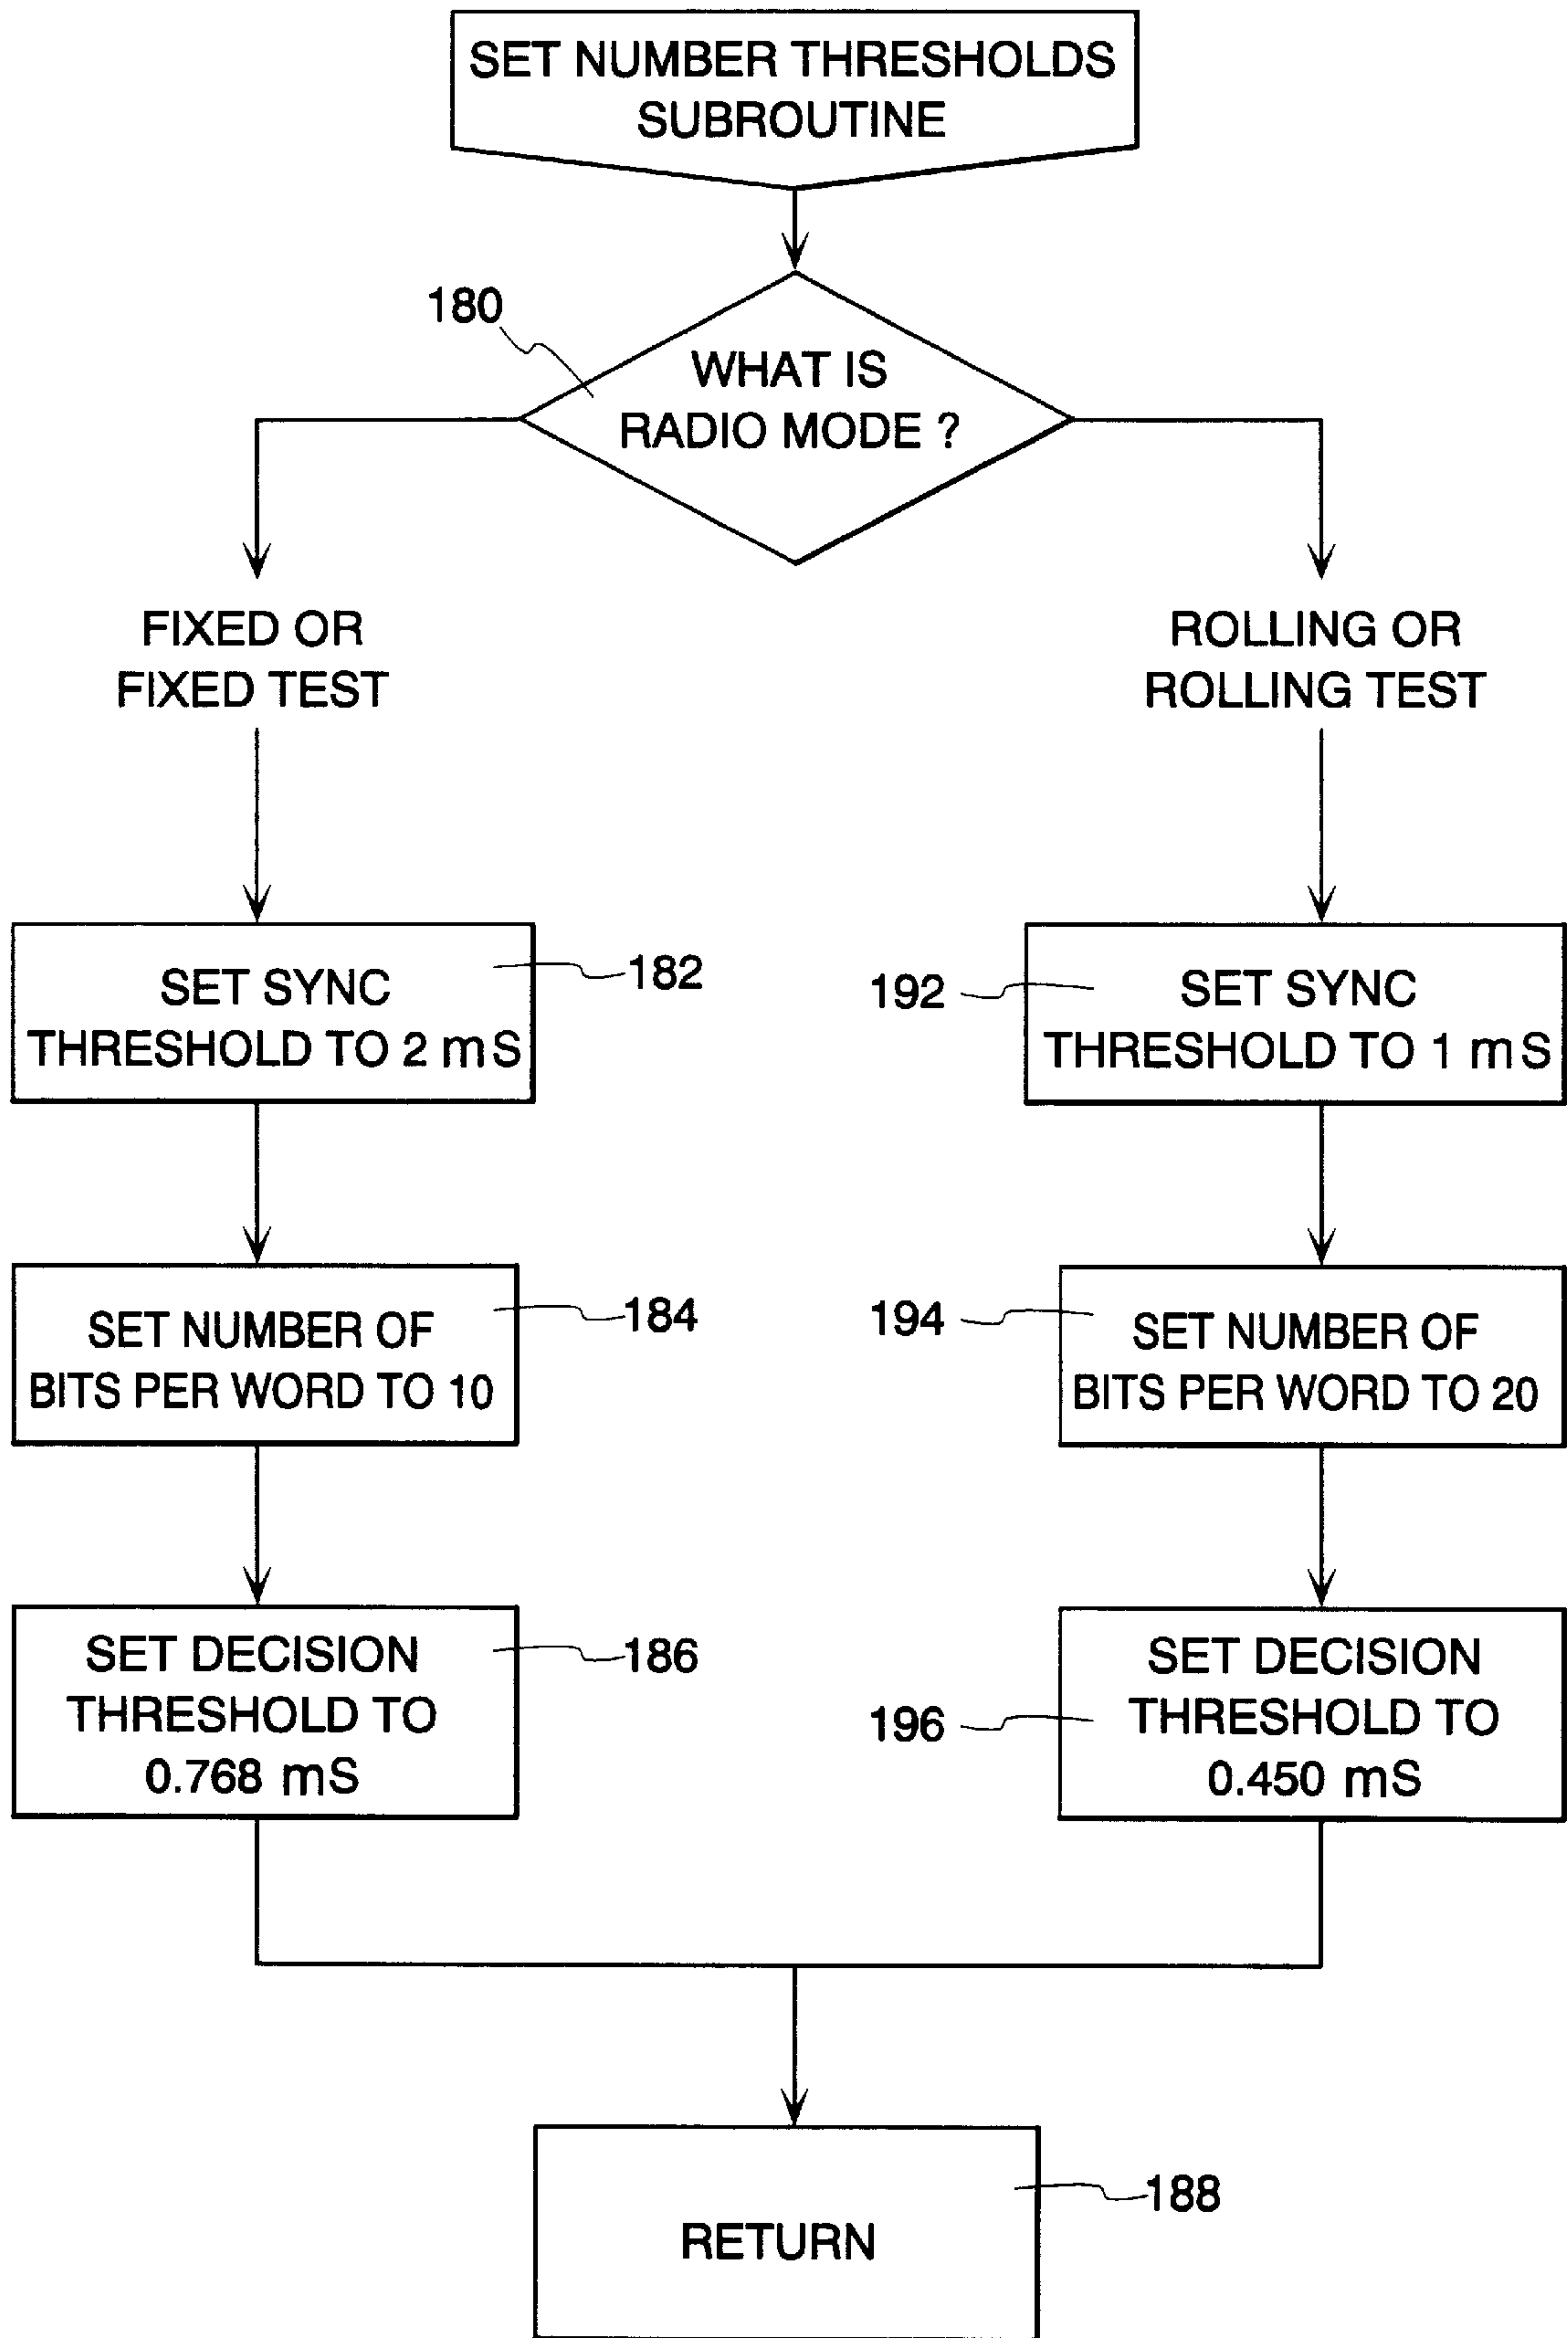 SET NUMBER THRESHOLDS
SUBROUTINE
180
WHAT IS
RADIO MODE ?
FIXED OR
FIXED TEST
ROLLING OR
ROLLING TEST
SET SYNC
THRESHOLD TO 2 mS
182
192
SET SYNC
THRESHOLD TO 1 mS
SET NUMBER OF
BITS PER WORD TO 10
184
194
SET NUMBER OF
BITS PER WORD TO 20
SET DECISION
THRESHOLD TO
0.768 mS
186
196
SET DECISION
THRESHOLD TO
0.450 mS
188
RETURN